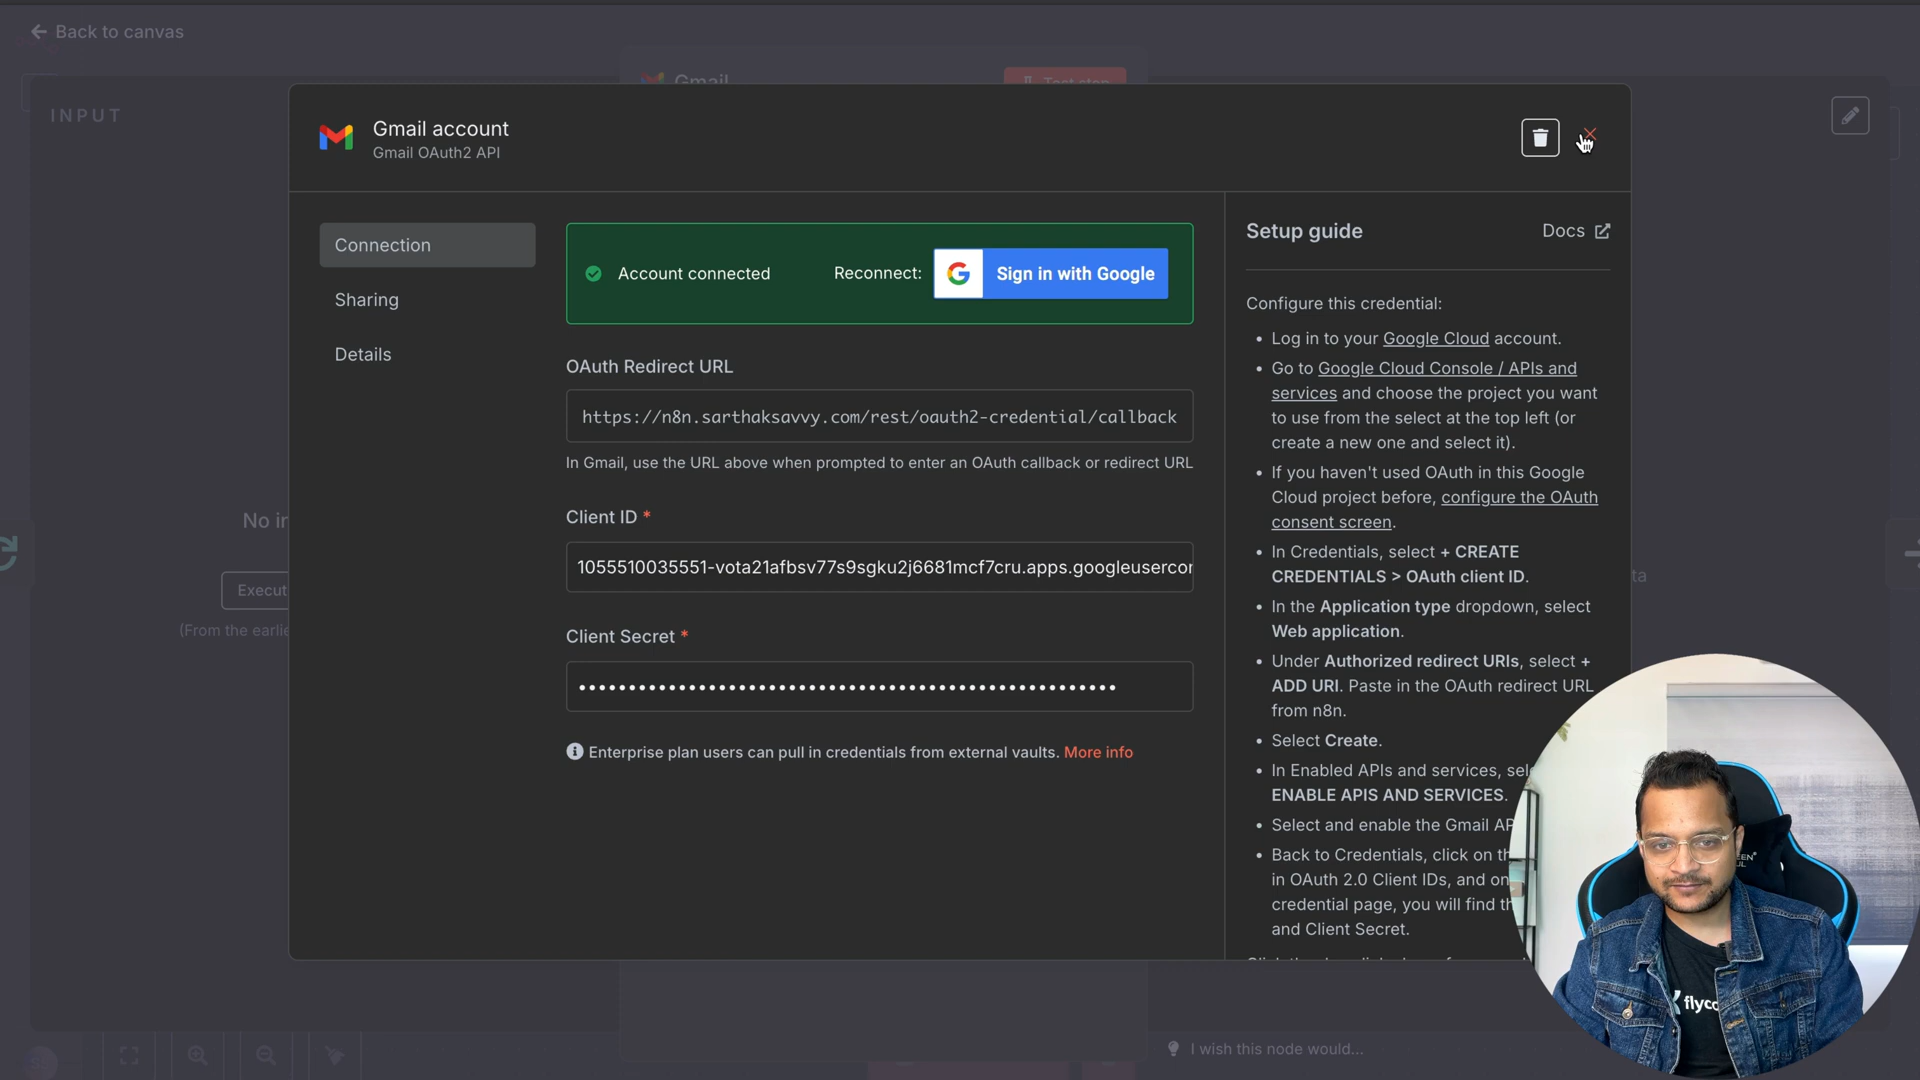 Back to canvas
Gmail
Test step
INPUT
Gmail account
Gmail OAuth2 API
Connection
Sharing
Details
Account connected
Reconnect:
Sign in with Google
OAuth Redirect URL
https://n8n.sarthaksavvy.com/rest/oauth2-credential/callback
In Gmail, use the URL above when prompted to enter an OAuth callback or redirect URL
Client ID *
1055510035551-vota21afbsv77s9sgku2j6681mcf7cru.apps.googleusercor
Client Secret *
••••••••••••••••••••••••••••••••••••••••••••••••••••••
Enterprise plan users can pull in credentials from external vaults. More info
Setup guide
Docs
Configure this credential:
• Log in to your Google Cloud account.
• Go to Google Cloud Console / APIs and
services and choose the project you want
to use from the select at the top left (or
create a new one and select it).
• If you haven't used OAuth in this Google
Cloud project before, configure the OAuth
consent screen.
• In Credentials, select + CREATE
CREDENTIALS > OAuth client ID.
• In the Application type dropdown, select
Web application.
• Under Authorized redirect URIs, select +
ADD URI. Paste in the OAuth redirect URL
from n8n.
• Select Create.
• In Enabled APIs and services, sele
ENABLE APIS AND SERVICES.
• Select and enable the Gmail AP
• Back to Credentials, click on th
in OAuth 2.0 Client IDs, and on
credential page, you will find th
and Client Secret.
No in
Execut
(From the earlie
ta
flyco
I wish this node would...